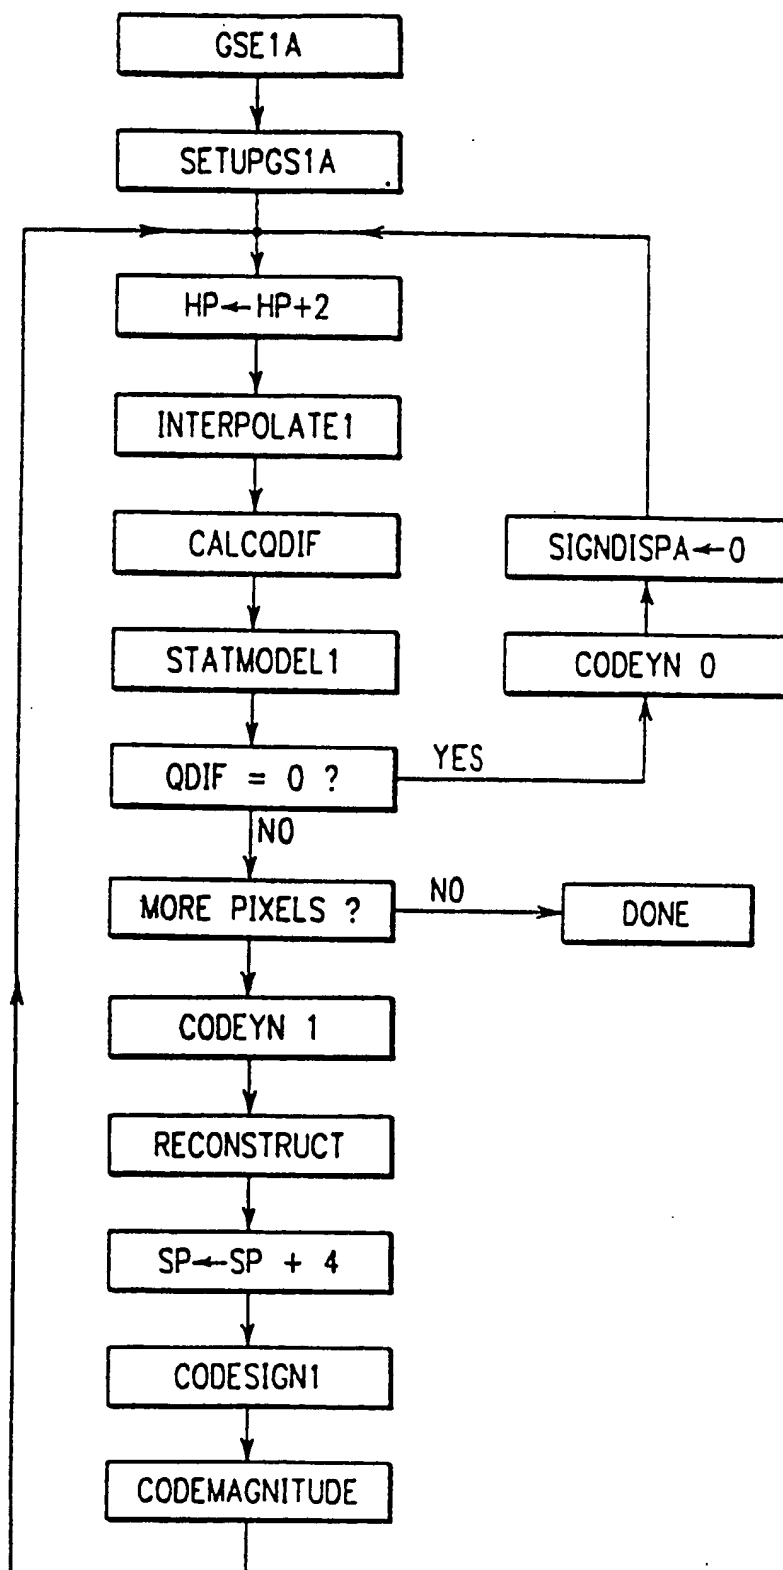 GSE1A
SETUPGS1A
HP←HP+2
INTERPOLATE1
CALCQDIF
SIGNDISPA←0
STATMODEL1
CODEYN 0
QDIF = 0 ?
YES
NO
MORE PIXELS ?
NO
DONE
CODEYN 1
RECONSTRUCT
SP←SP + 4
CODESIGN1
CODEMAGNITUDE